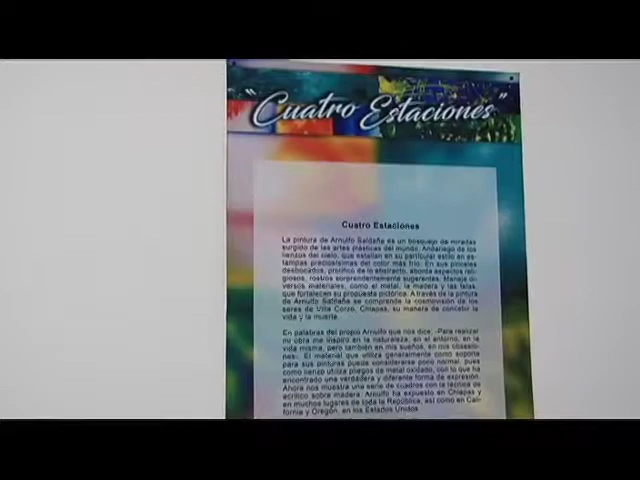 "Cuatro Estaciones"
Cuatro Estaciones
La pintura de Arnulfo Saldaña es un bosquejo de miradas
surgido de las artes plásticas del mundo. Andariego de los
lienzos del cielo, que estallan en su particular estilo en es-
tampas preciosísimas del color más frío. En sus pinceles
desbocados, prolífico de lo abstracto, aborda aspectos reli-
giosos, rostros sorprendentemente sugerentes. Maneja di-
versos materiales, como el metal, la madera y las telas,
que fortalecen su propuesta pictórica. A través de la pintura
de Arnulfo Saldaña se comprende la cosmovisión de los
seres de Villa Corzo, Chiapas, su manera de concebir la
vida y la muerte.
En palabras del propio Arnulfo que nos dice: «Para realizar
mi obra me inspiro en la naturaleza, en el entorno, en la
vida misma, pero también en mis sueños, en mis obsesio-
nes». El material que utiliza generalmente como soporte
para sus pinturas puede considerarse poco normal, pues
como lienzo utiliza pliegos de metal oxidado, con lo que ha
encontrado una verdadera y diferente forma de expresión.
Ahora nos muestra una serie de cuadros con la técnica de
acrílico sobre madera. Arnulfo ha expuesto en Chiapas y
en muchos lugares de toda la República, así como en Cali-
fornia y Oregón, en los Estados Unidos.